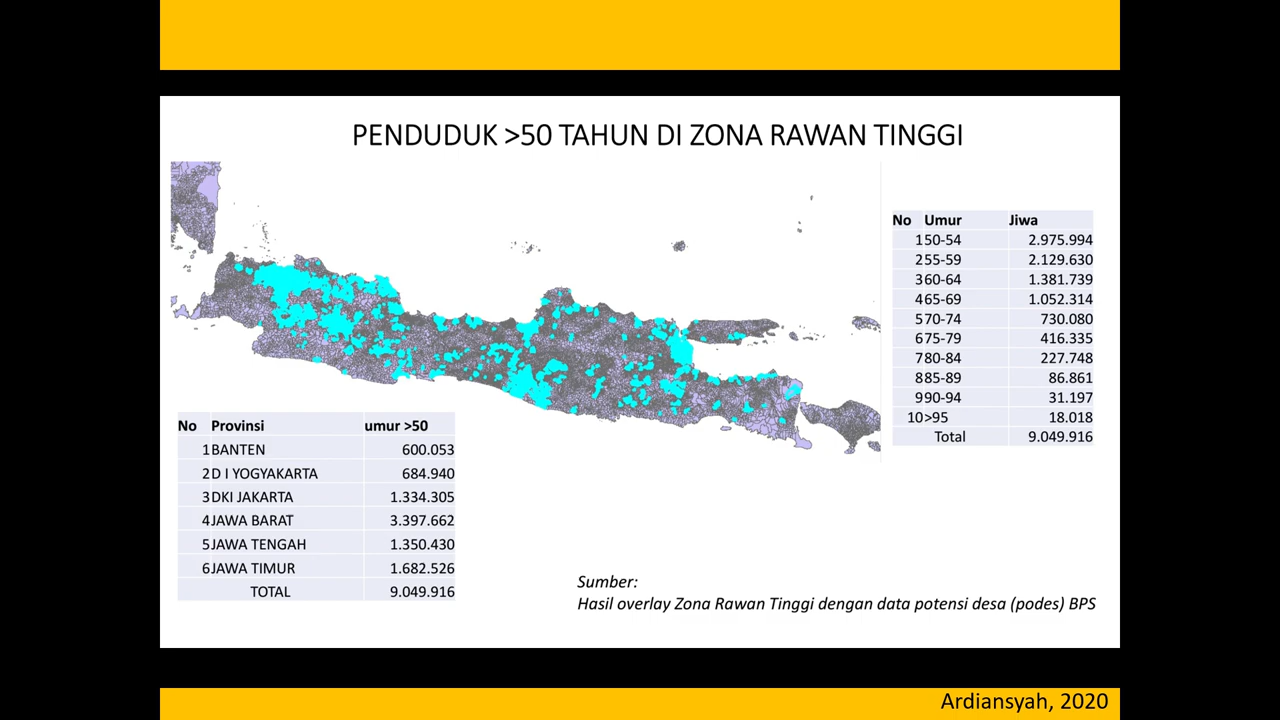 PENDUDUK >50 TAHUN DI ZONA RAWAN TINGGI
No Umur Jiwa
1 50-54 2.975.994
2 55-59 2.129.630
3 60-64 1.381.739
4 65-69 1.052.314
5 70-74 730.080
6 75-79 416.335
7 80-84 227.748
8 85-89 86.861
9 90-94 31.197
10 >95 18.018
Total 9.049.916
No Provinsi umur >50
1 BANTEN 600.053
2 D I YOGYAKARTA 684.940
3 DKI JAKARTA 1.334.305
4 JAWA BARAT 3.397.662
5 JAWA TENGAH 1.350.430
6 JAWA TIMUR 1.682.526
TOTAL 9.049.916
Sumber:
Hasil overlay Zona Rawan Tinggi dengan data potensi desa (podes) BPS
Ardiansyah, 2020